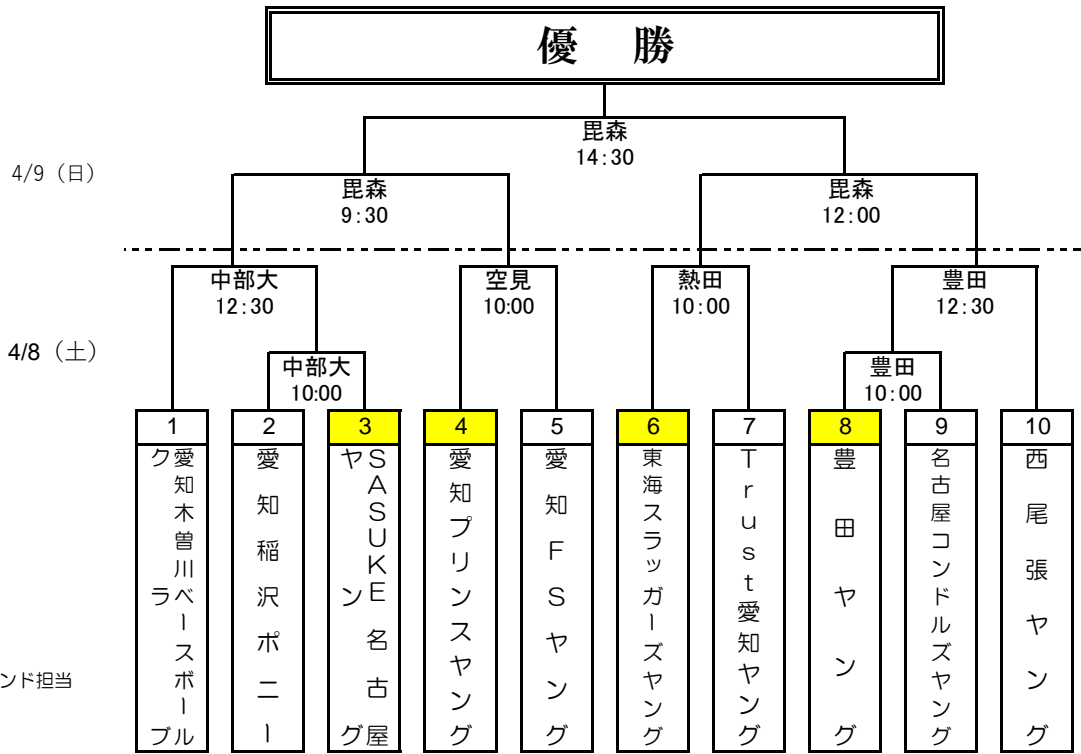 優 勝
毘森
14:30
4/9（日）
毘森
9:30
毘森
12:00
中部大
12:30
空見
10:00
熱田
10:00
豊田
12:30
4/8（土）
中部大
10:00
豊田
10:00
1
2
3
4
5
6
7
8
9
10
愛知木曽川ベースボールクラブ
愛知稲沢ポニー
SASUKE名古屋ヤング
愛知プリンスヤング
愛知FSヤング
東海スラッガーズヤング
Trust愛知ヤング
豊田ヤング
名古屋コンドルズヤング
西尾張ヤング
ンド担当